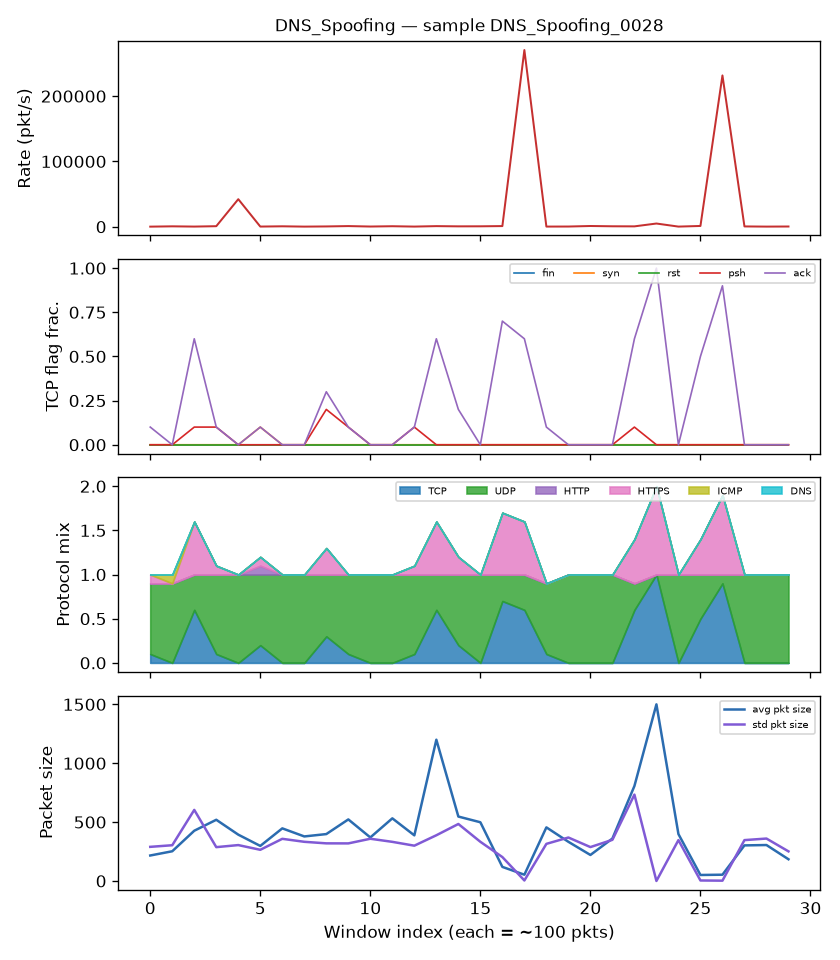 DNS_Spoofing — sample DNS_Spoofing_0028
Rate (pkt/s)
200000
100000
0
TCP flag frac.
1.00
0.75
0.50
0.25
0.00
fin syn rst psh ack
Protocol mix
2.0
1.5
1.0
0.5
0.0
TCP UDP HTTP HTTPS ICMP DNS
Packet size
1500
1000
500
0
avg pkt size
std pkt size
0 5 10 15 20 25 30
Window index (each = ~100 pkts)